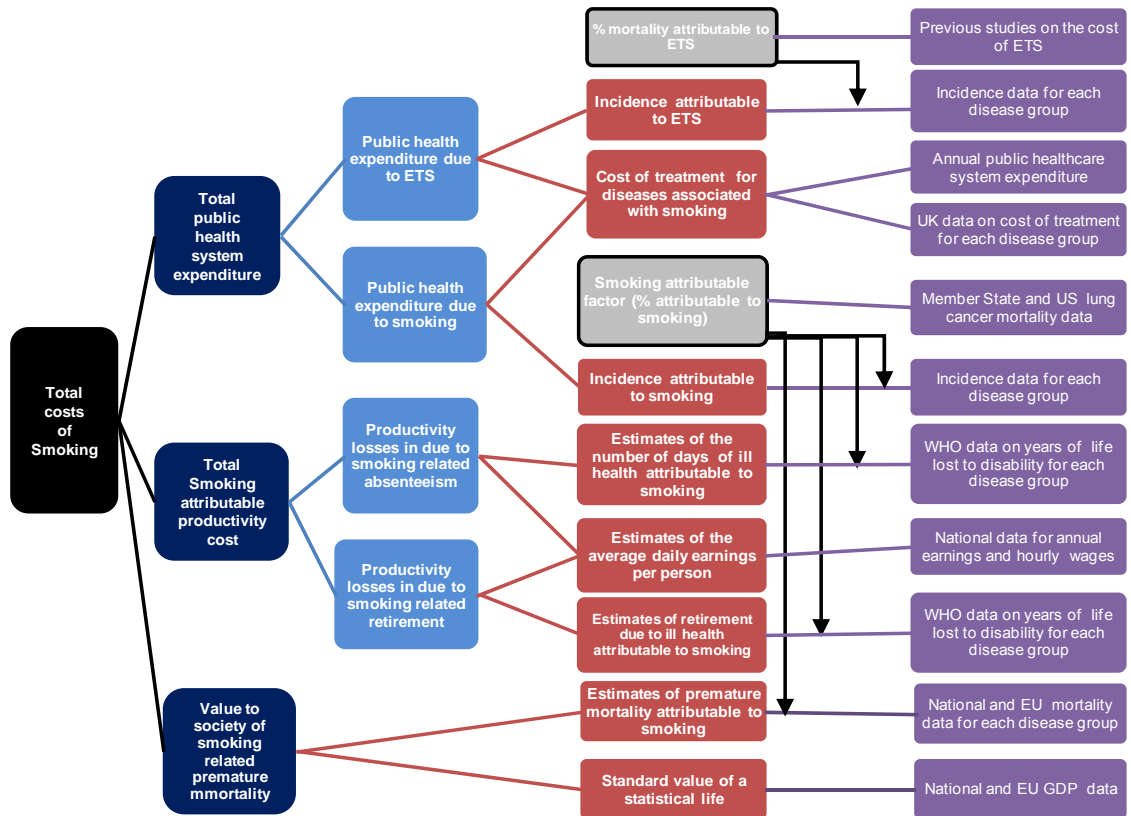 Total
costs
of
Smoking
Total
public
health
system
expenditure
Total
Smoking
attributable
productivity
cost
Value to
society of
smoking
related
premature
mmortality
Public health
expenditure due
to ETS
Public health
expenditure due
to smoking
Productivity
losses in due to
smoking related
absenteeism
Productivity
losses in due to
smoking related
retirement
% mortality attributable to
ETS
Incidence attributable
to ETS
Cost of treatment for
diseases associated
with smoking
Smoking attributable
factor (% attributable to
smoking)
Incidence attributable
to smoking
Estimates of the
number of days of ill
health attributable to
smoking
Estimates of the
average daily earnings
per person
Estimates of retirement
due to ill health
attributable to smoking
Estimates of premature
mortality attributable to
smoking
Standard value of a
statistical life
Previous studies on the cost
of ETS
Incidence data for each
disease group
Annual public healthcare
system expenditure
UK data on cost of treatment
for each disease group
Member State and US lung
cancer mortality data
Incidence data for each
disease group
WHO data on years of life
lost to disability for each
disease group
National data for annual
earnings and hourly wages
WHO data on years of life
lost to disability for each
disease group
National and EU mortality
data for each disease group
National and EU GDP data